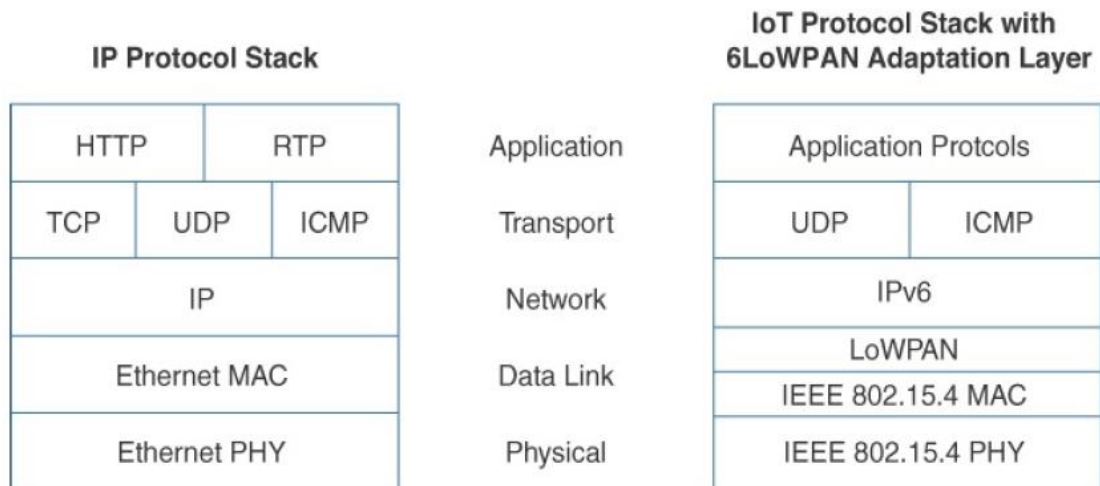 IP Protocol Stack
IoT Protocol Stack with
6LoWPAN Adaptation Layer
HTTP RTP Application Application Protcols
TCP UDP ICMP Transport UDP ICMP
IP Network IPv6
LoWPAN
Ethernet MAC Data Link
IEEE 802.15.4 MAC
Ethernet PHY Physical IEEE 802.15.4 PHY